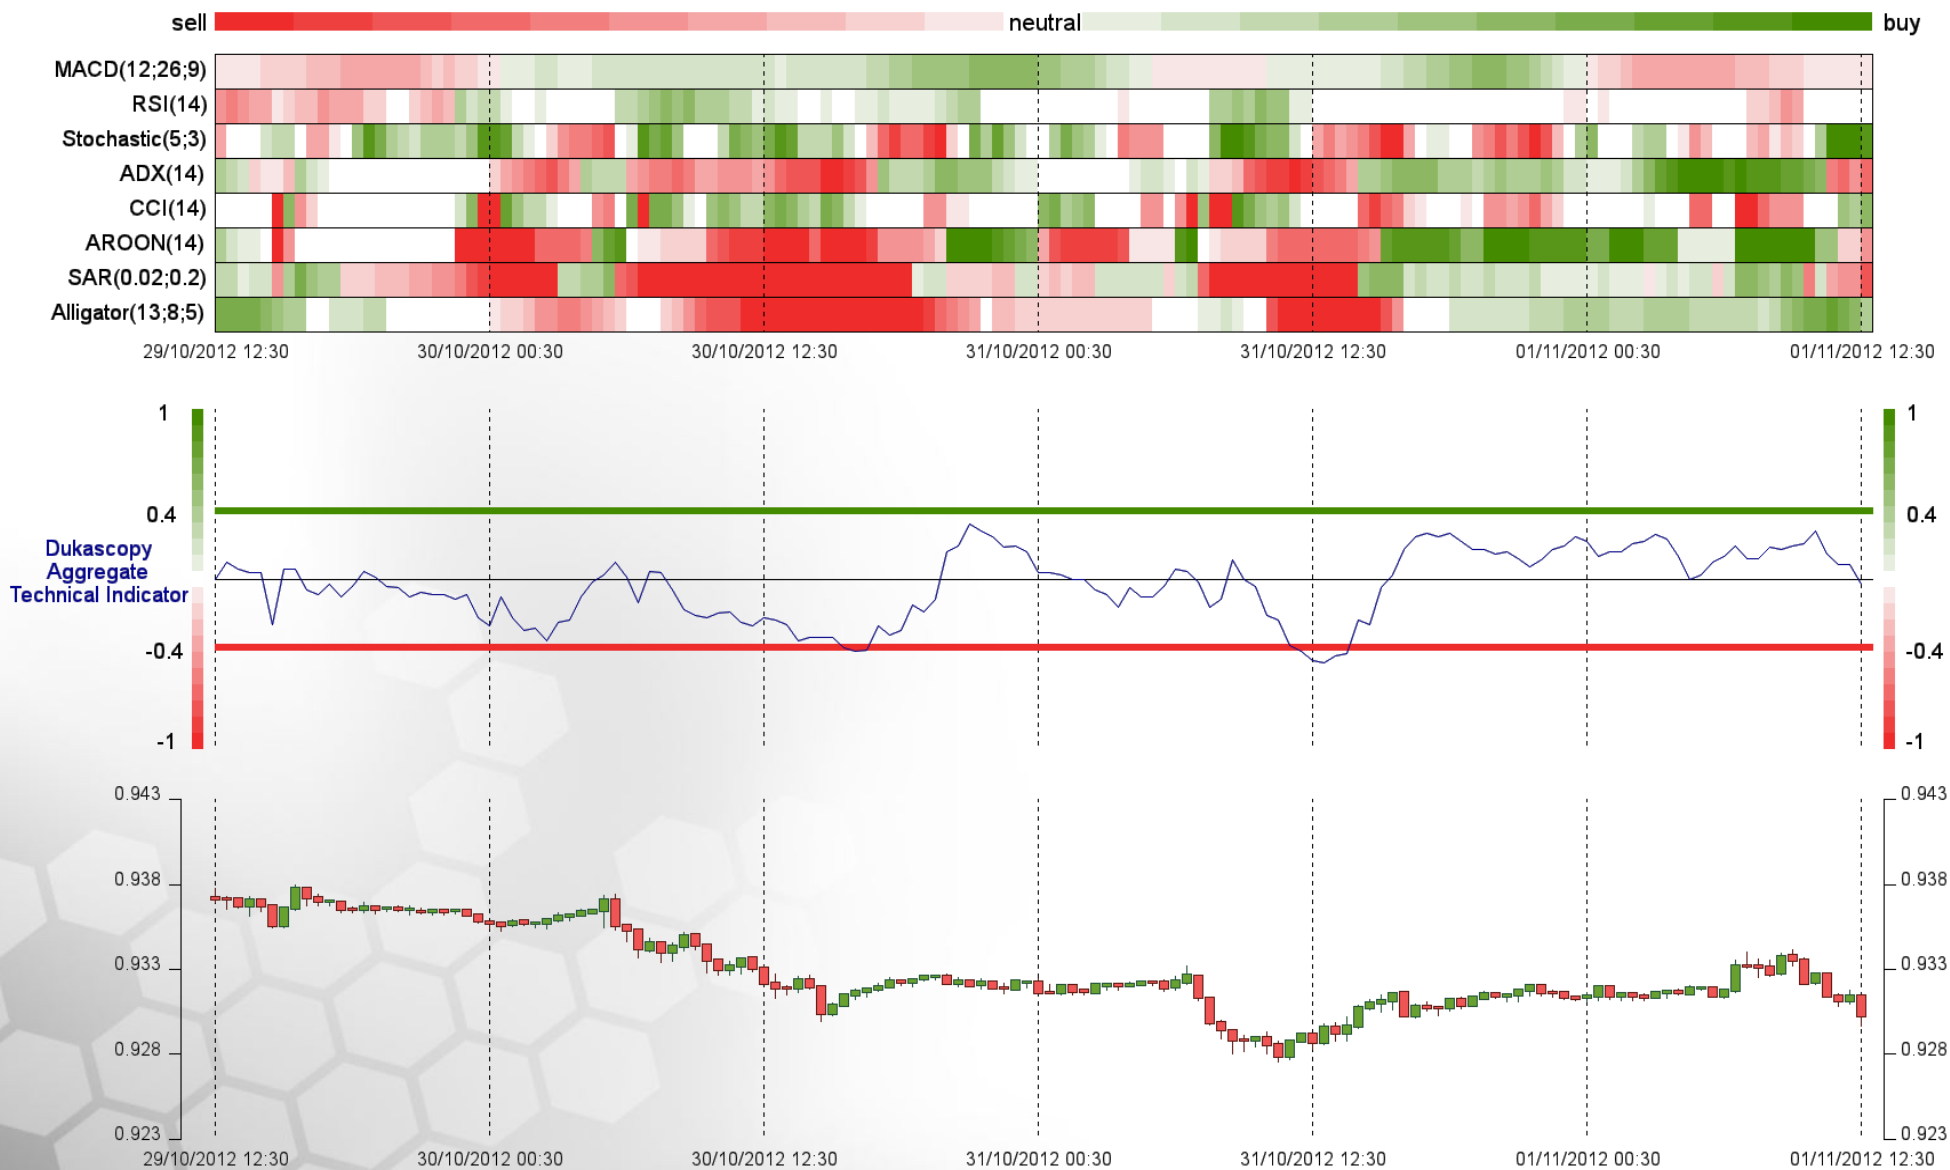 sell neutral buy
MACD(12;26;9)
RSI(14)
Stochastic(5;3)
ADX(14)
CCI(14)
AROON(14)
SAR(0.02;0.2)
Alligator(13;8;5)
29/10/2012 12:30 30/10/2012 00:30 30/10/2012 12:30 31/10/2012 00:30 31/10/2012 12:30 01/11/2012 00:30 01/11/2012 12:30
1 1
0.4 0.4
Dukascopy
Aggregate
Technical Indicator
-0.4 -0.4
-1 -1
0.943 0.943
0.938 0.938
0.933 0.933
0.928 0.928
0.923 0.923
29/10/2012 12:30 30/10/2012 00:30 30/10/2012 12:30 31/10/2012 00:30 31/10/2012 12:30 01/11/2012 00:30 01/11/2012 12:30